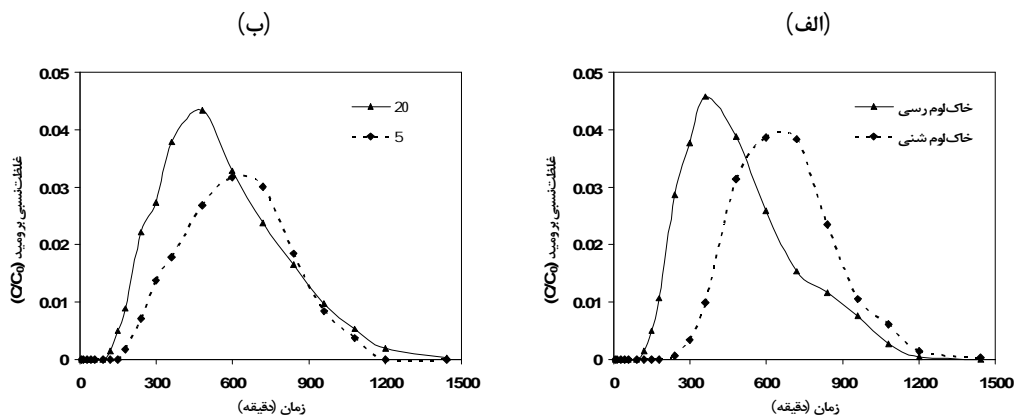 (الف)
0.05
0.04
0.03
0.02
0.01
0
0 300 600 900 1200 1500
غلظت نسبی برومید (C/C₀)
زمان (دقیقه)
خاک لوم رسی
خاک لوم شنی
(ب)
0.05
0.04
0.03
0.02
0.01
0
0 300 600 900 1200 1500
غلظت نسبی برومید (C/C₀)
زمان (دقیقه)
20
5